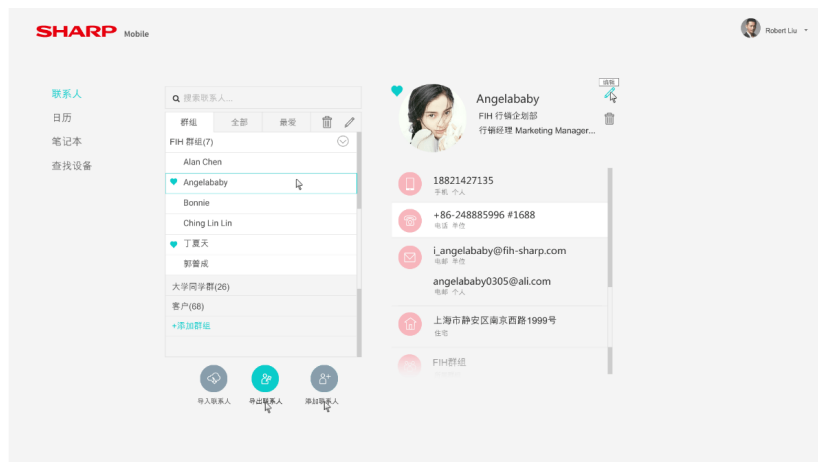 SHARP Mobile
Robert Liu
联系人
日历
笔记本
查找设备
搜索联系人...
群组 全部 最爱
FIH 群组(7)
Alan Chen
Angelababy
Bonnie
Ching Lin Lin
丁夏天
郭曾成
大学同学群(26)
客户(68)
+添加群组
导入联系人 导出联系人 添加联系人
编辑
Angelababy
FIH 行销企划部
行销经理 Marketing Manager...
18821427135
手机 个人
+86-248885996 #1688
电话 单位
i_angelababy@fih-sharp.com
电邮 单位
angelababy0305@ali.com
电邮 个人
上海市静安区南京西路1999号
住宅
FIH群组